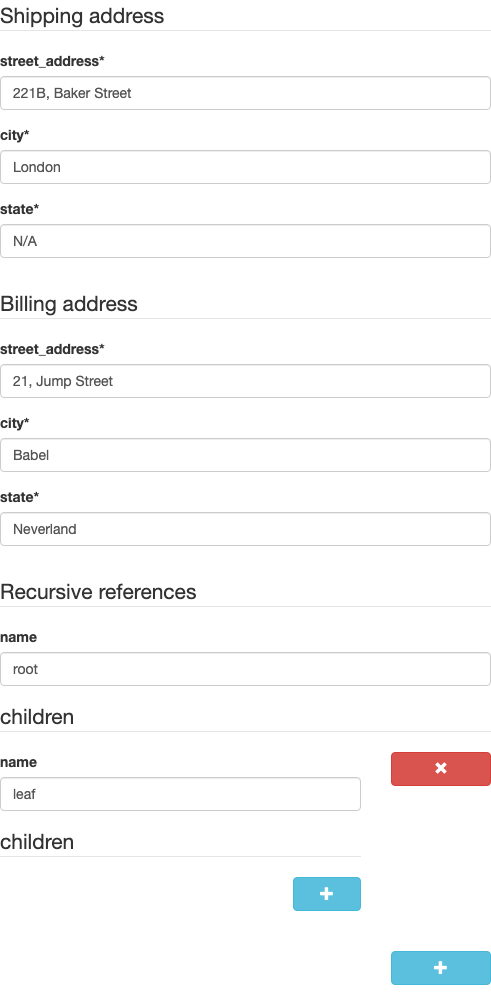 Shipping address
street_address*
221B, Baker Street
city*
London
state*
N/A
Billing address
street_address*
21, Jump Street
city*
Babel
state*
Neverland
Recursive references
name
root
children
name
leaf
children